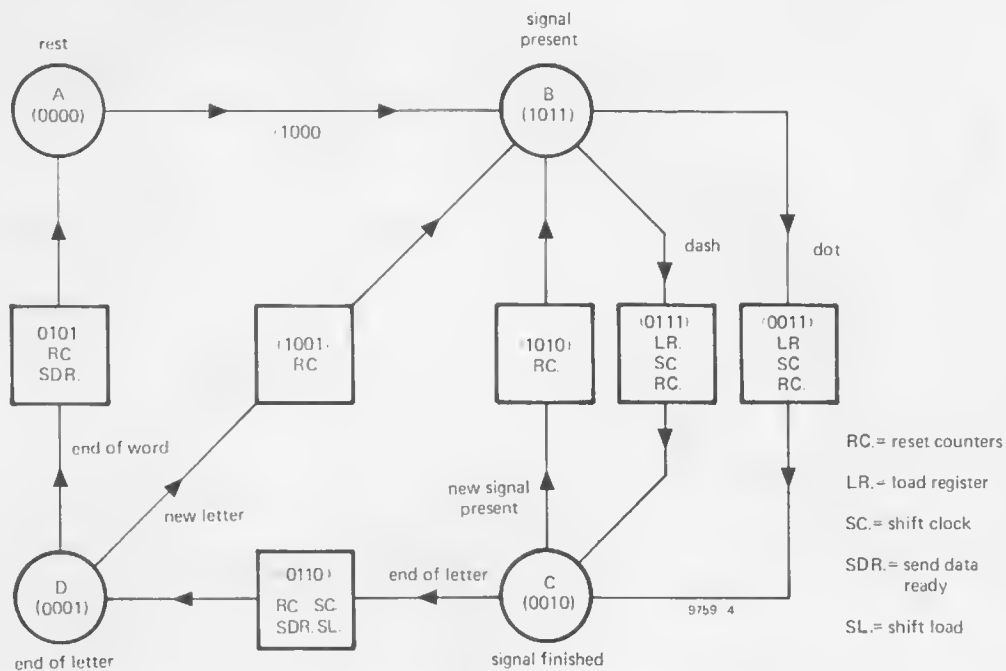 rest
signal
present
A
(0000)
B
(1011)
(1000
dash
dot
0101
RC
SDR.
(1001)
RC
(1010)
RC.
(0111)
LR.
SC
RC.
(0011)
LR
SC
RC.
RC.= reset counters
LR.= load register
SC.= shift clock
SDR.= send data
ready
SL.= shift load
end of word
new letter
new signal
present
D
(0001)
0110)
RC SC.
SDR.SL.
end of letter
C
(0010)
9759 4
end of letter
signal finished